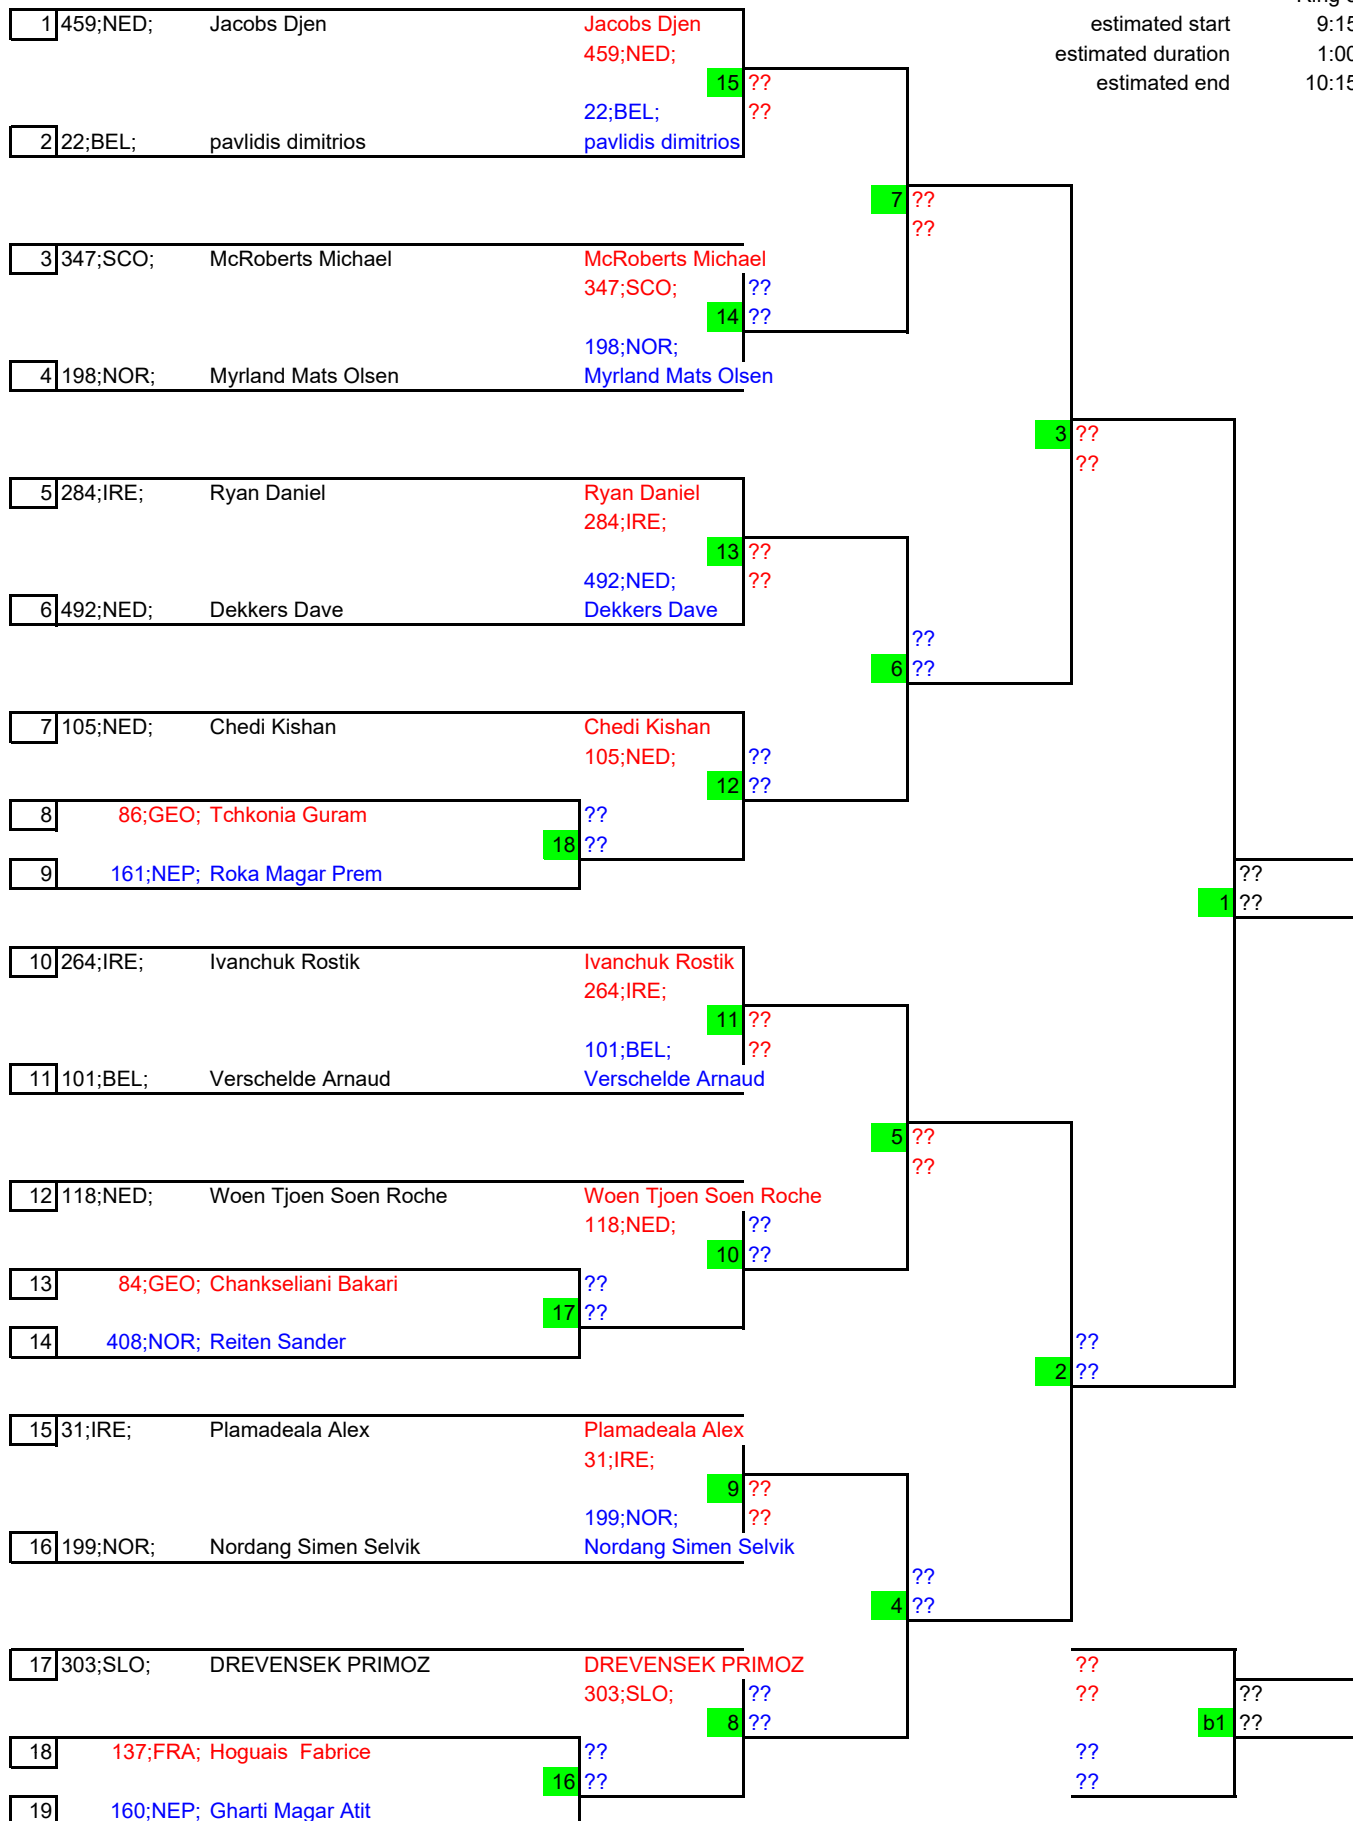 Ring 3
1 459;NED; Jacobs Djen Jacobs Djen estimated start 9:15
459;NED; estimated duration 1:00
15 ?? estimated end 10:15
22;BEL; ??
2 22;BEL; pavlidis dimitrios pavlidis dimitrios
7 ??
??
3 347;SCO; McRoberts Michael McRoberts Michael
347;SCO; ??
14 ??
198;NOR;
4 198;NOR; Myrland Mats Olsen Myrland Mats Olsen
3 ??
??
5 284;IRE; Ryan Daniel Ryan Daniel
284;IRE;
13 ??
492;NED; ??
6 492;NED; Dekkers Dave Dekkers Dave
??
6 ??
7 105;NED; Chedi Kishan Chedi Kishan
105;NED; ??
12 ??
8 86;GEO; Tchkonia Guram ??
18 ??
9 161;NEP; Roka Magar Prem ??
1 ??
10 264;IRE; Ivanchuk Rostik Ivanchuk Rostik
264;IRE;
11 ??
101;BEL; ??
11 101;BEL; Verschelde Arnaud Verschelde Arnaud
5 ??
??
12 118;NED; Woen Tjoen Soen Roche Woen Tjoen Soen Roche
118;NED; ??
10 ??
13 84;GEO; Chankseliani Bakari ??
17 ??
14 408;NOR; Reiten Sander ??
2 ??
15 31;IRE; Plamadeala Alex Plamadeala Alex
31;IRE;
9 ??
199;NOR; ??
16 199;NOR; Nordang Simen Selvik Nordang Simen Selvik
??
4 ??
17 303;SLO; DREVENSEK PRIMOZ DREVENSEK PRIMOZ ??
303;SLO; ?? ?? ??
8 ?? b1 ??
18 137;FRA; Hoguais  Fabrice ?? ??
16 ?? ??
19 160;NEP; Gharti Magar Atit